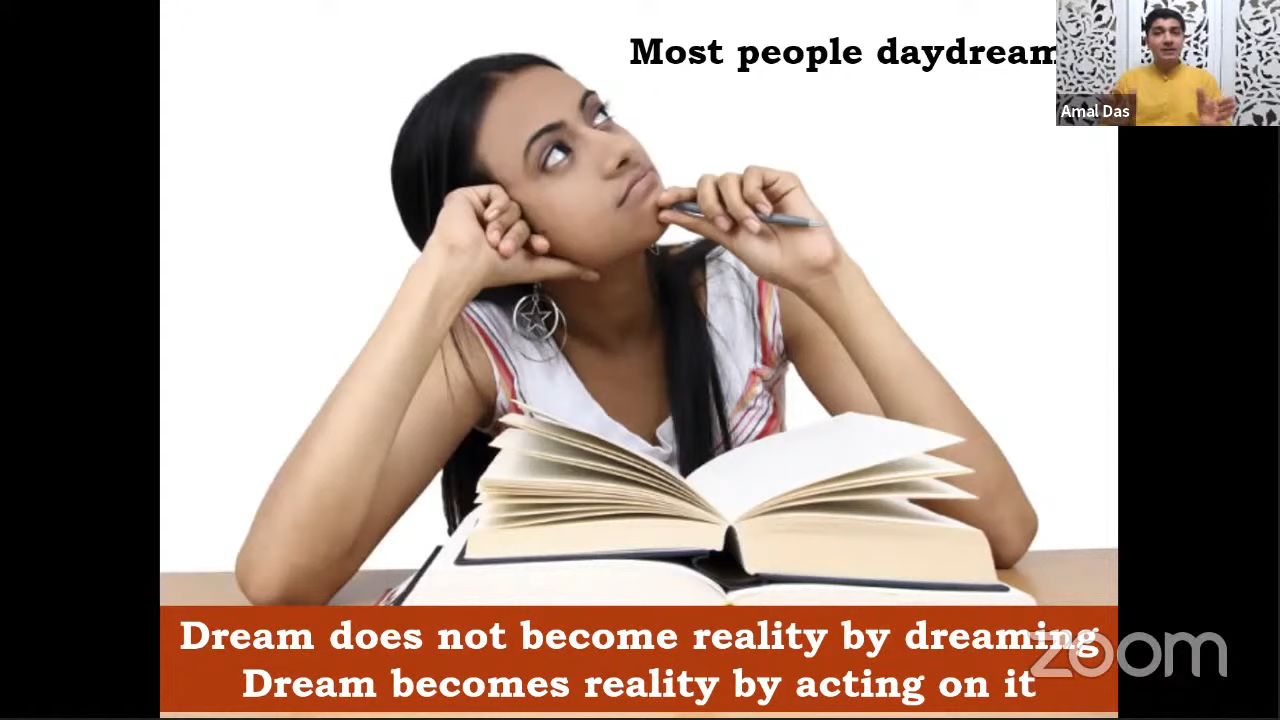 Most people daydream
Amal Das
Dream does not become reality by dreaming
Dream becomes reality by acting on it
zoom